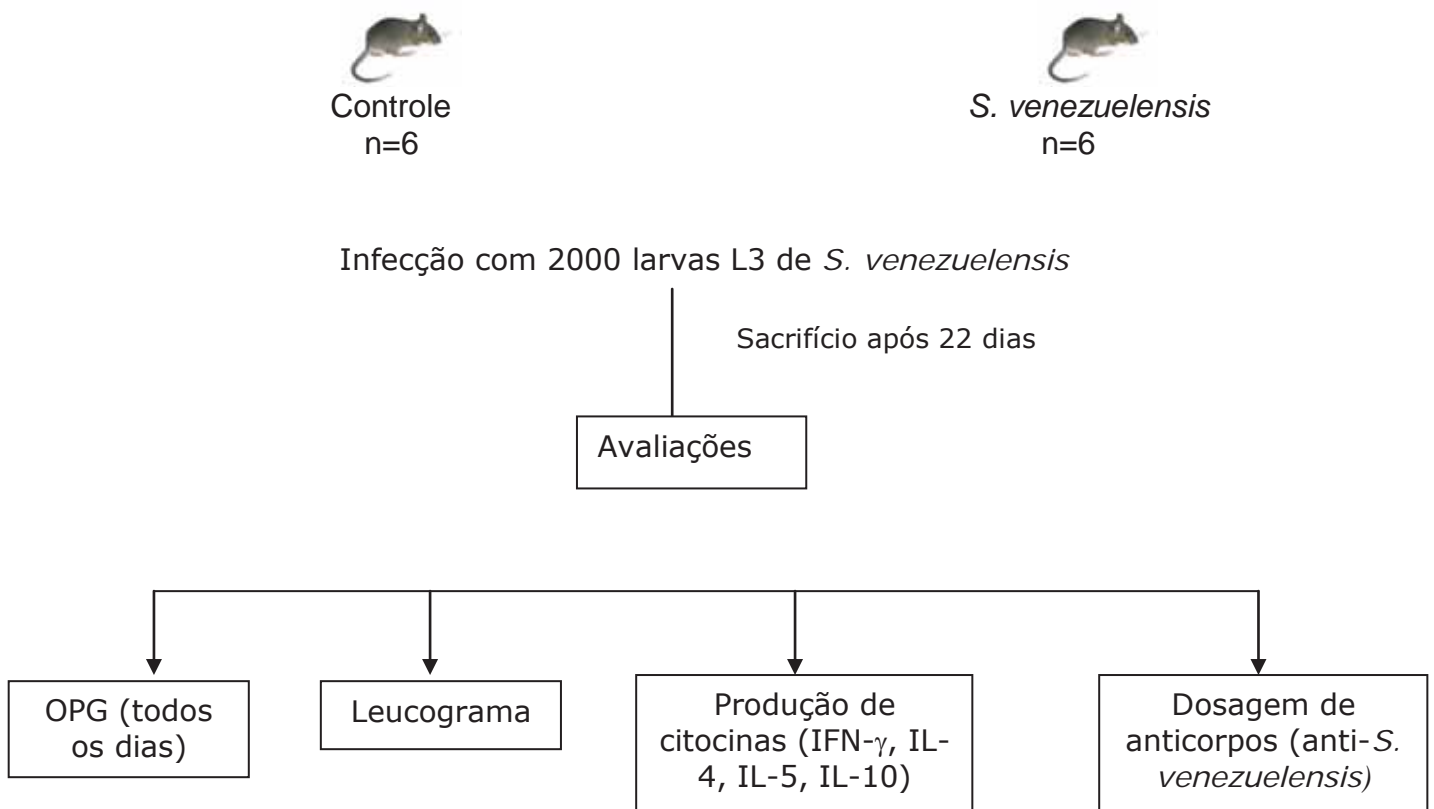 Controle
n=6
S. venezuelensis
n=6
Infecção com 2000 larvas L3 de S. venezuelensis
Sacrifício após 22 dias
Avaliações
OPG (todos
os dias)
Leucograma
Produção de
citocinas (IFN-γ, IL-
4, IL-5, IL-10)
Dosagem de
anticorpos (anti-S.
venezuelensis)